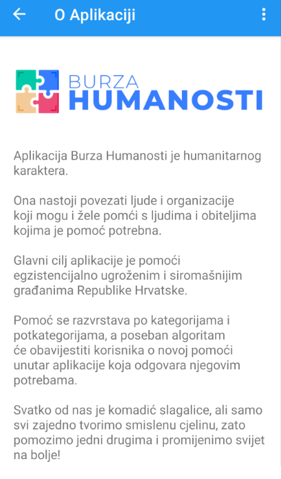 O Aplikaciji
BURZA
HUMANOSTI
Aplikacija Burza Humanosti je humanitarnog
karaktera.
Ona nastoji povezati ljude i organizacije
koji mogu i žele pomći s ljudima i obiteljima
kojima je pomoć potrebna.
Glavni cilj aplikacije je pomoći
egzistencijalno ugroženim i siromašnijim
građanima Republike Hrvatske.
Pomoć se razvrstava po kategorijama i
potkategorijama, a poseban algoritam
će obavijestiti korisnika o novoj pomoći
unutar aplikacije koja odgovara njegovim
potrebama.
Svatko od nas je komadić slagalice, ali samo
svi zajedno tvorimo smislenu cjelinu, zato
pomozimo jedni drugima i promijenimo svijet
na bolje!